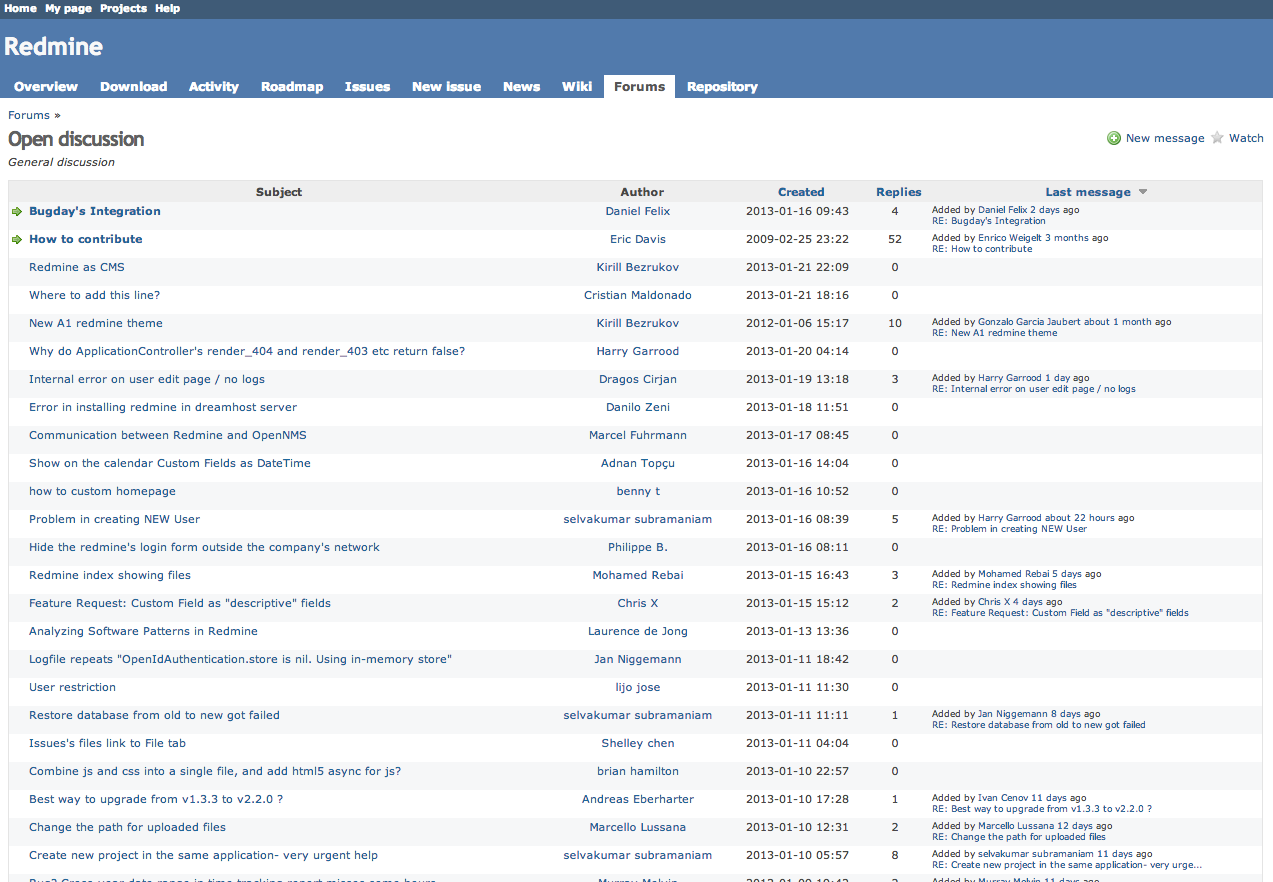 Home My page Projects Help
Redmine
Overview Download Activity Roadmap Issues New issue News Wiki Forums Repository
Forums »
Open discussion
New message Watch
General discussion
Subject Author Created Replies Last message
Bugday's Integration Daniel Felix 2013-01-16 09:43 4 Added by Daniel Felix 2 days ago
RE: Bugday's Integration
How to contribute Eric Davis 2009-02-25 23:22 52 Added by Enrico Weigelt 3 months ago
RE: How to contribute
Redmine as CMS Kirill Bezrukov 2013-01-21 22:09 0
Where to add this line? Cristian Maldonado 2013-01-21 18:16 0
New A1 redmine theme Kirill Bezrukov 2012-01-06 15:17 10 Added by Gonzalo Garcia Jaubert about 1 month ago
RE: New A1 redmine theme
Why do ApplicationController's render_404 and render_403 etc return false? Harry Garrood 2013-01-20 04:14 0
Internal error on user edit page / no logs Dragos Cirjan 2013-01-19 13:18 3 Added by Harry Garrood 1 day ago
RE: Internal error on user edit page / no logs
Error in installing redmine in dreamhost server Danilo Zeni 2013-01-18 11:51 0
Communication between Redmine and OpenNMS Marcel Fuhrmann 2013-01-17 08:45 0
Show on the calendar Custom Fields as DateTime Adnan Topçu 2013-01-16 14:04 0
how to custom homepage benny t 2013-01-16 10:52 0
Problem in creating NEW User selvakumar subramaniam 2013-01-16 08:39 5 Added by Harry Garrood about 22 hours ago
RE: Problem in creating NEW User
Hide the redmine's login form outside the company's network Philippe B. 2013-01-16 08:11 0
Redmine index showing files Mohamed Rebai 2013-01-15 16:43 3 Added by Mohamed Rebai 5 days ago
RE: Redmine index showing files
Feature Request: Custom Field as "descriptive" fields Chris X 2013-01-15 15:12 2 Added by Chris X 4 days ago
RE: Feature Request: Custom Field as "descriptive" fields
Analyzing Software Patterns in Redmine Laurence de Jong 2013-01-13 13:36 0
Logfile repeats "OpenIdAuthentication.store is nil. Using in-memory store" Jan Niggemann 2013-01-11 18:42 0
User restriction lijo jose 2013-01-11 11:30 0
Restore database from old to new got failed selvakumar subramaniam 2013-01-11 11:11 1 Added by Jan Niggemann 8 days ago
RE: Restore database from old to new got failed
Issues's files link to File tab Shelley chen 2013-01-11 04:04 0
Combine js and css into a single file, and add html5 async for js? brian hamilton 2013-01-10 22:57 0
Best way to upgrade from v1.3.3 to v2.2.0 ? Andreas Eberharter 2013-01-10 17:28 1 Added by Ivan Cenov 11 days ago
RE: Best way to upgrade from v1.3.3 to v2.2.0 ?
Change the path for uploaded files Marcello Lussana 2013-01-10 12:31 2 Added by Marcello Lussana 12 days ago
RE: Change the path for uploaded files
Create new project in the same application- very urgent help selvakumar subramaniam 2013-01-10 05:57 8 Added by selvakumar subramaniam 11 days ago
RE: Create new project in the same application- very urge...